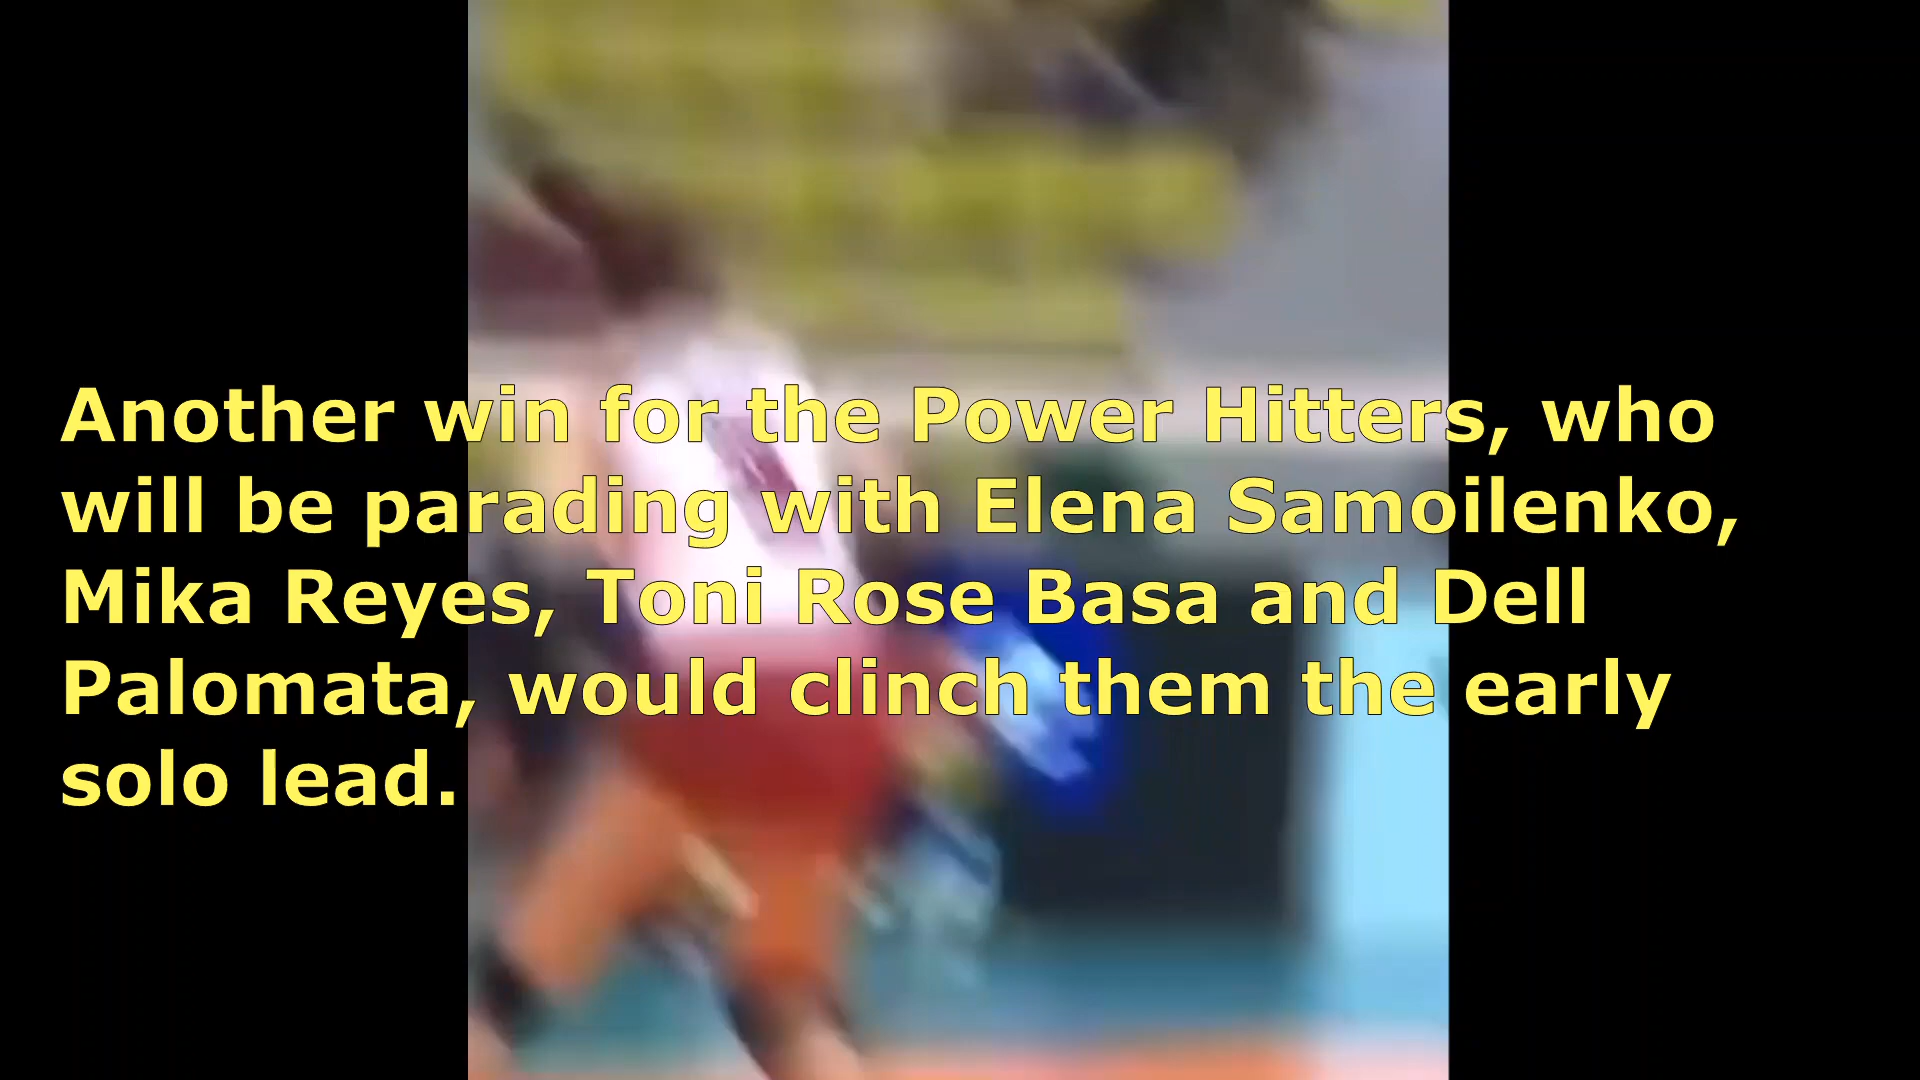 Another win for the Power Hitters, who
will be parading with Elena Samoilenko,
Mika Reyes, Toni Rose Basa and Dell
Palomata, would clinch them the early
solo lead.